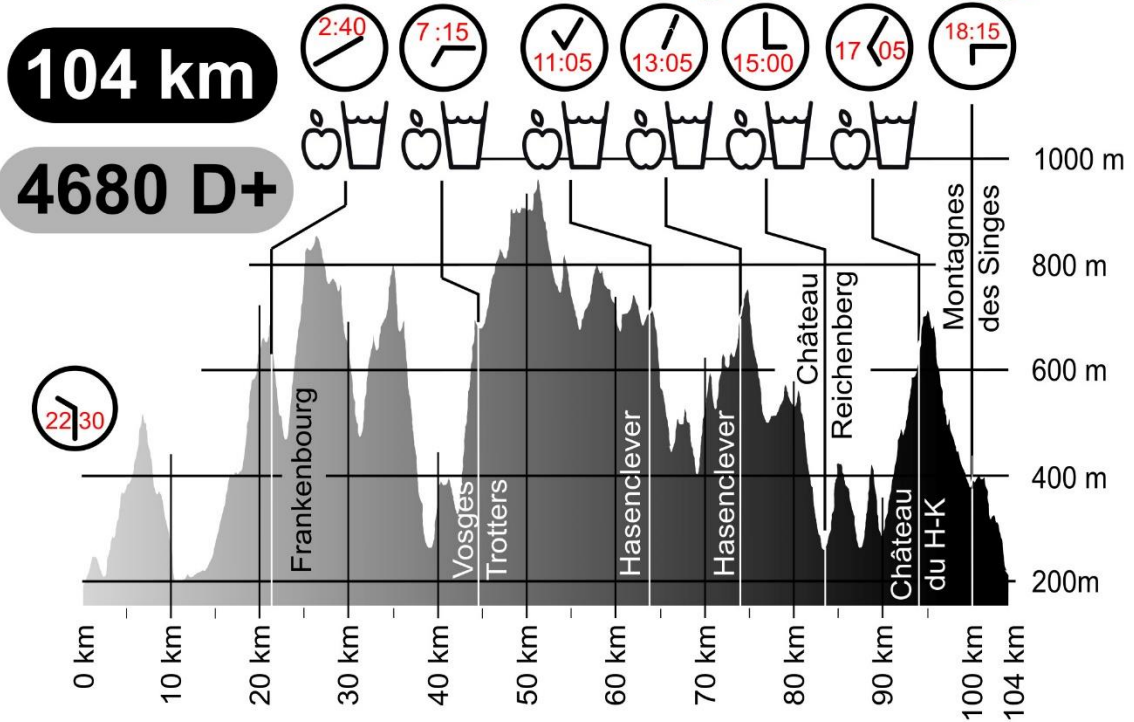 2:40
7:15
11:05
13:05
15:00
17 05
18:15
104 km
4680 D+
1000 m
800 m
600 m
400 m
200m
22 30
Frankenbourg
Vosges
Trotters
Hasenclever
Hasenclever
Château
Reichenberg
Château
du H-K
Montagnes
des Singes
0 km
10 km
20 km
30 km
40 km
50 km
60 km
70 km
80 km
90 km
100 km
104 km